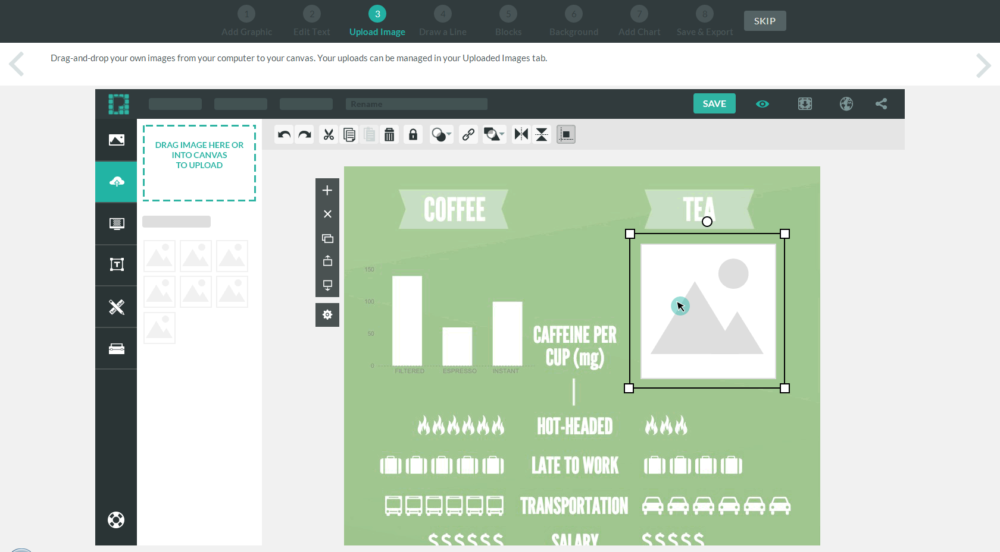 1 2 3 4 5 6 7 8
Add Graphic Edit Text Upload Image Draw a Line Blocks Background Add Chart Save & Export SKIP
Drag-and-drop your own images from your computer to your canvas. Your uploads can be managed in your Uploaded Images tab.
Rename SAVE
DRAG IMAGE HERE OR
INTO CANVAS
TO UPLOAD
COFFEE TEA
150
100
50
0
FILTERED ESPRESSO INSTANT
CAFFEINE PER
CUP (mg)
HOT-HEADED
LATE TO WORK
TRANSPORTATION
$$$$$$ SALARY $$$$$